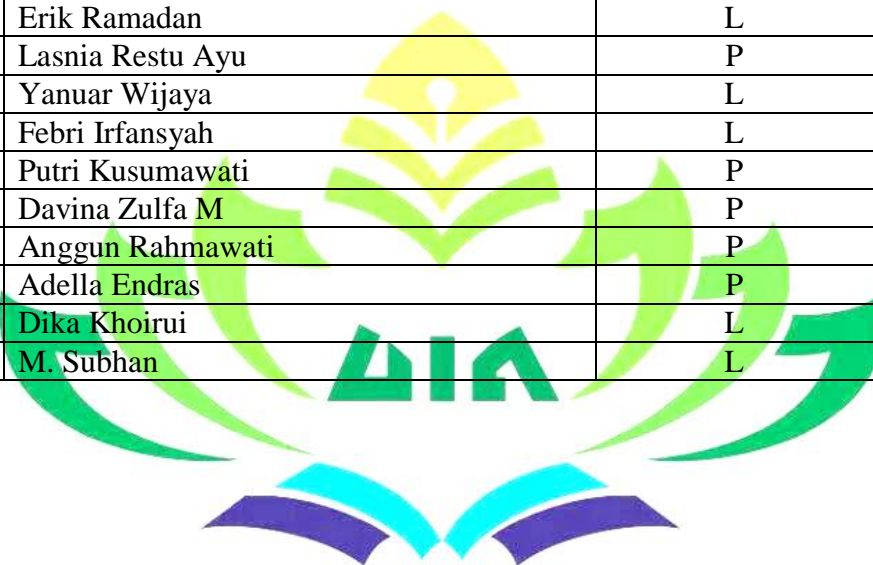 Erik Ramadan L
Lasnia Restu Ayu P
Yanuar Wijaya L
Febri Irfansyah L
Putri Kusumawati P
Davina Zulfa M P
Anggun Rahmawati P
Adella Endras P
Dika Khoirui L
M. Subhan L
UIN